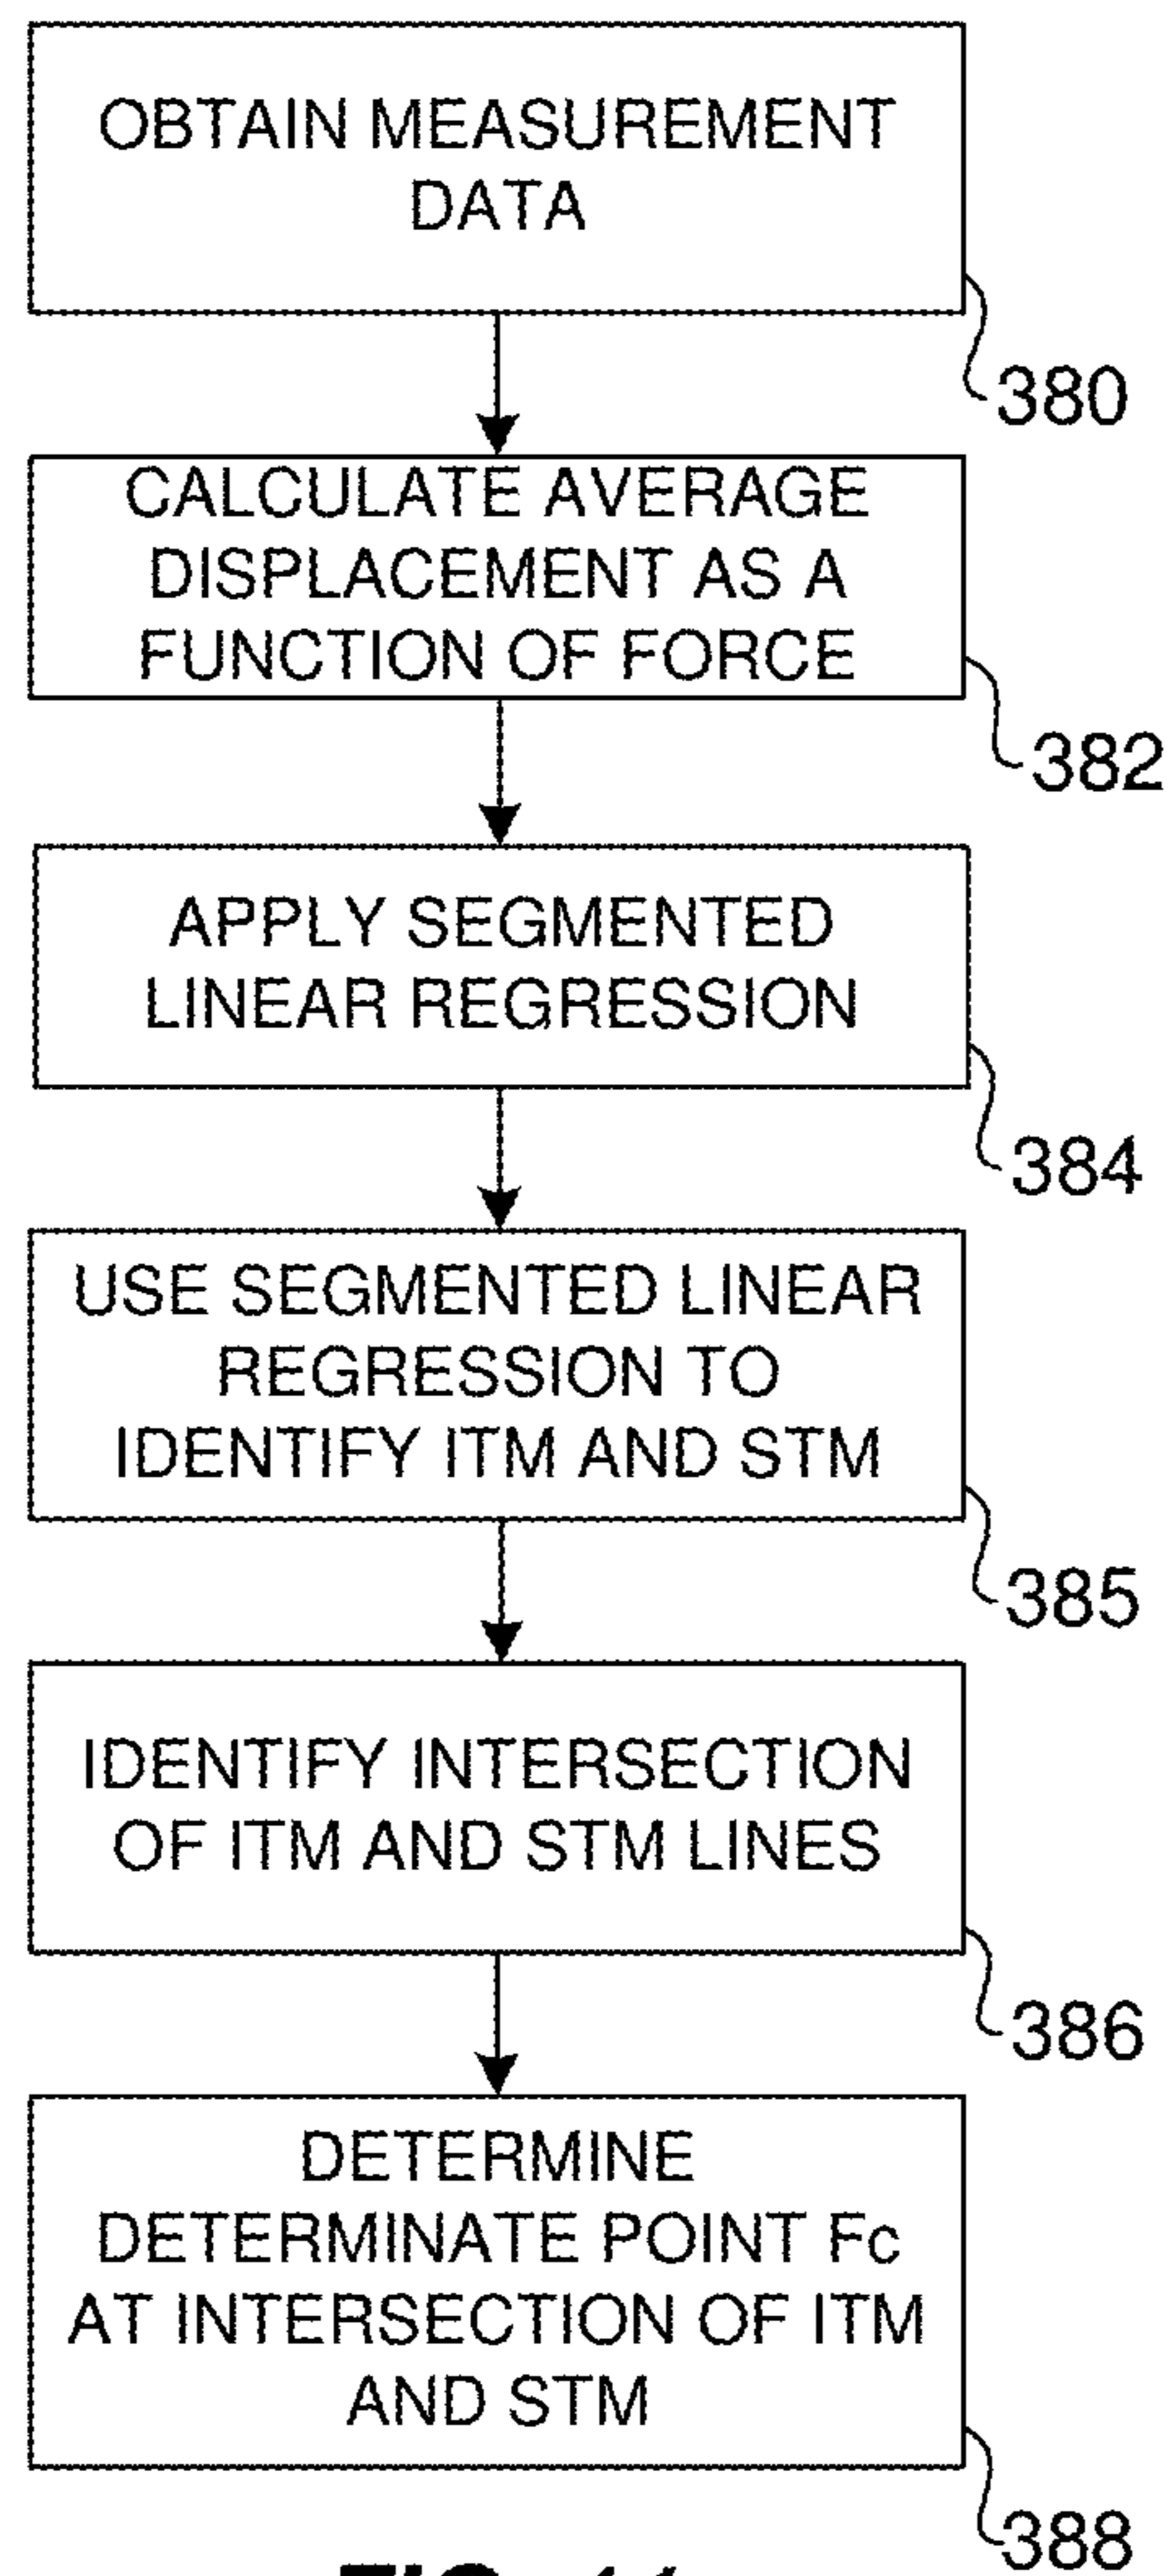 OBTAIN MEASUREMENT
DATA
380
CALCULATE AVERAGE
DISPLACEMENT AS A
FUNCTION OF FORCE
382
APPLY SEGMENTED
LINEAR REGRESSION
384
USE SEGMENTED LINEAR
REGRESSION TO
IDENTIFY ITM AND STM
385
IDENTIFY INTERSECTION
OF ITM AND STM LINES
386
DETERMINE
DETERMINATE POINT Fc
AT INTERSECTION OF ITM
AND STM
388